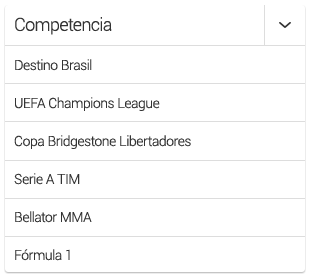 Competencia
Destino Brasil
UEFA Champions League
Copa Bridgestone Libertadores
Serie A TIM
Bellator MMA
Fórmula 1